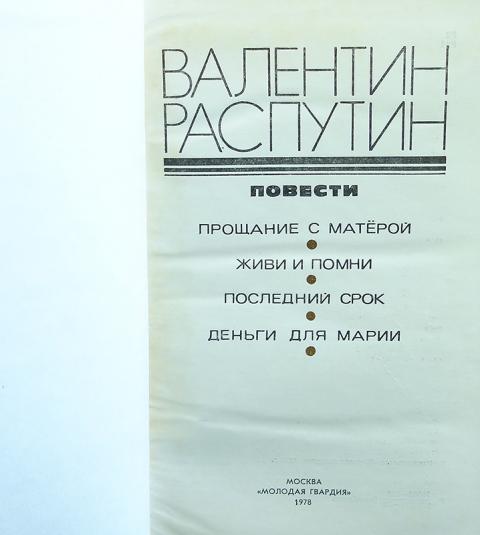 ВАЛЕНТИН
РАСПУТИН
ПОВЕСТИ
ПРОЩАНИЕ С МАТЁРОЙ
ЖИВИ И ПОМНИ
ПОСЛЕДНИЙ СРОК
ДЕНЬГИ ДЛЯ МАРИИ
МОСКВА
«МОЛОДАЯ ГВАРДИЯ»
1978